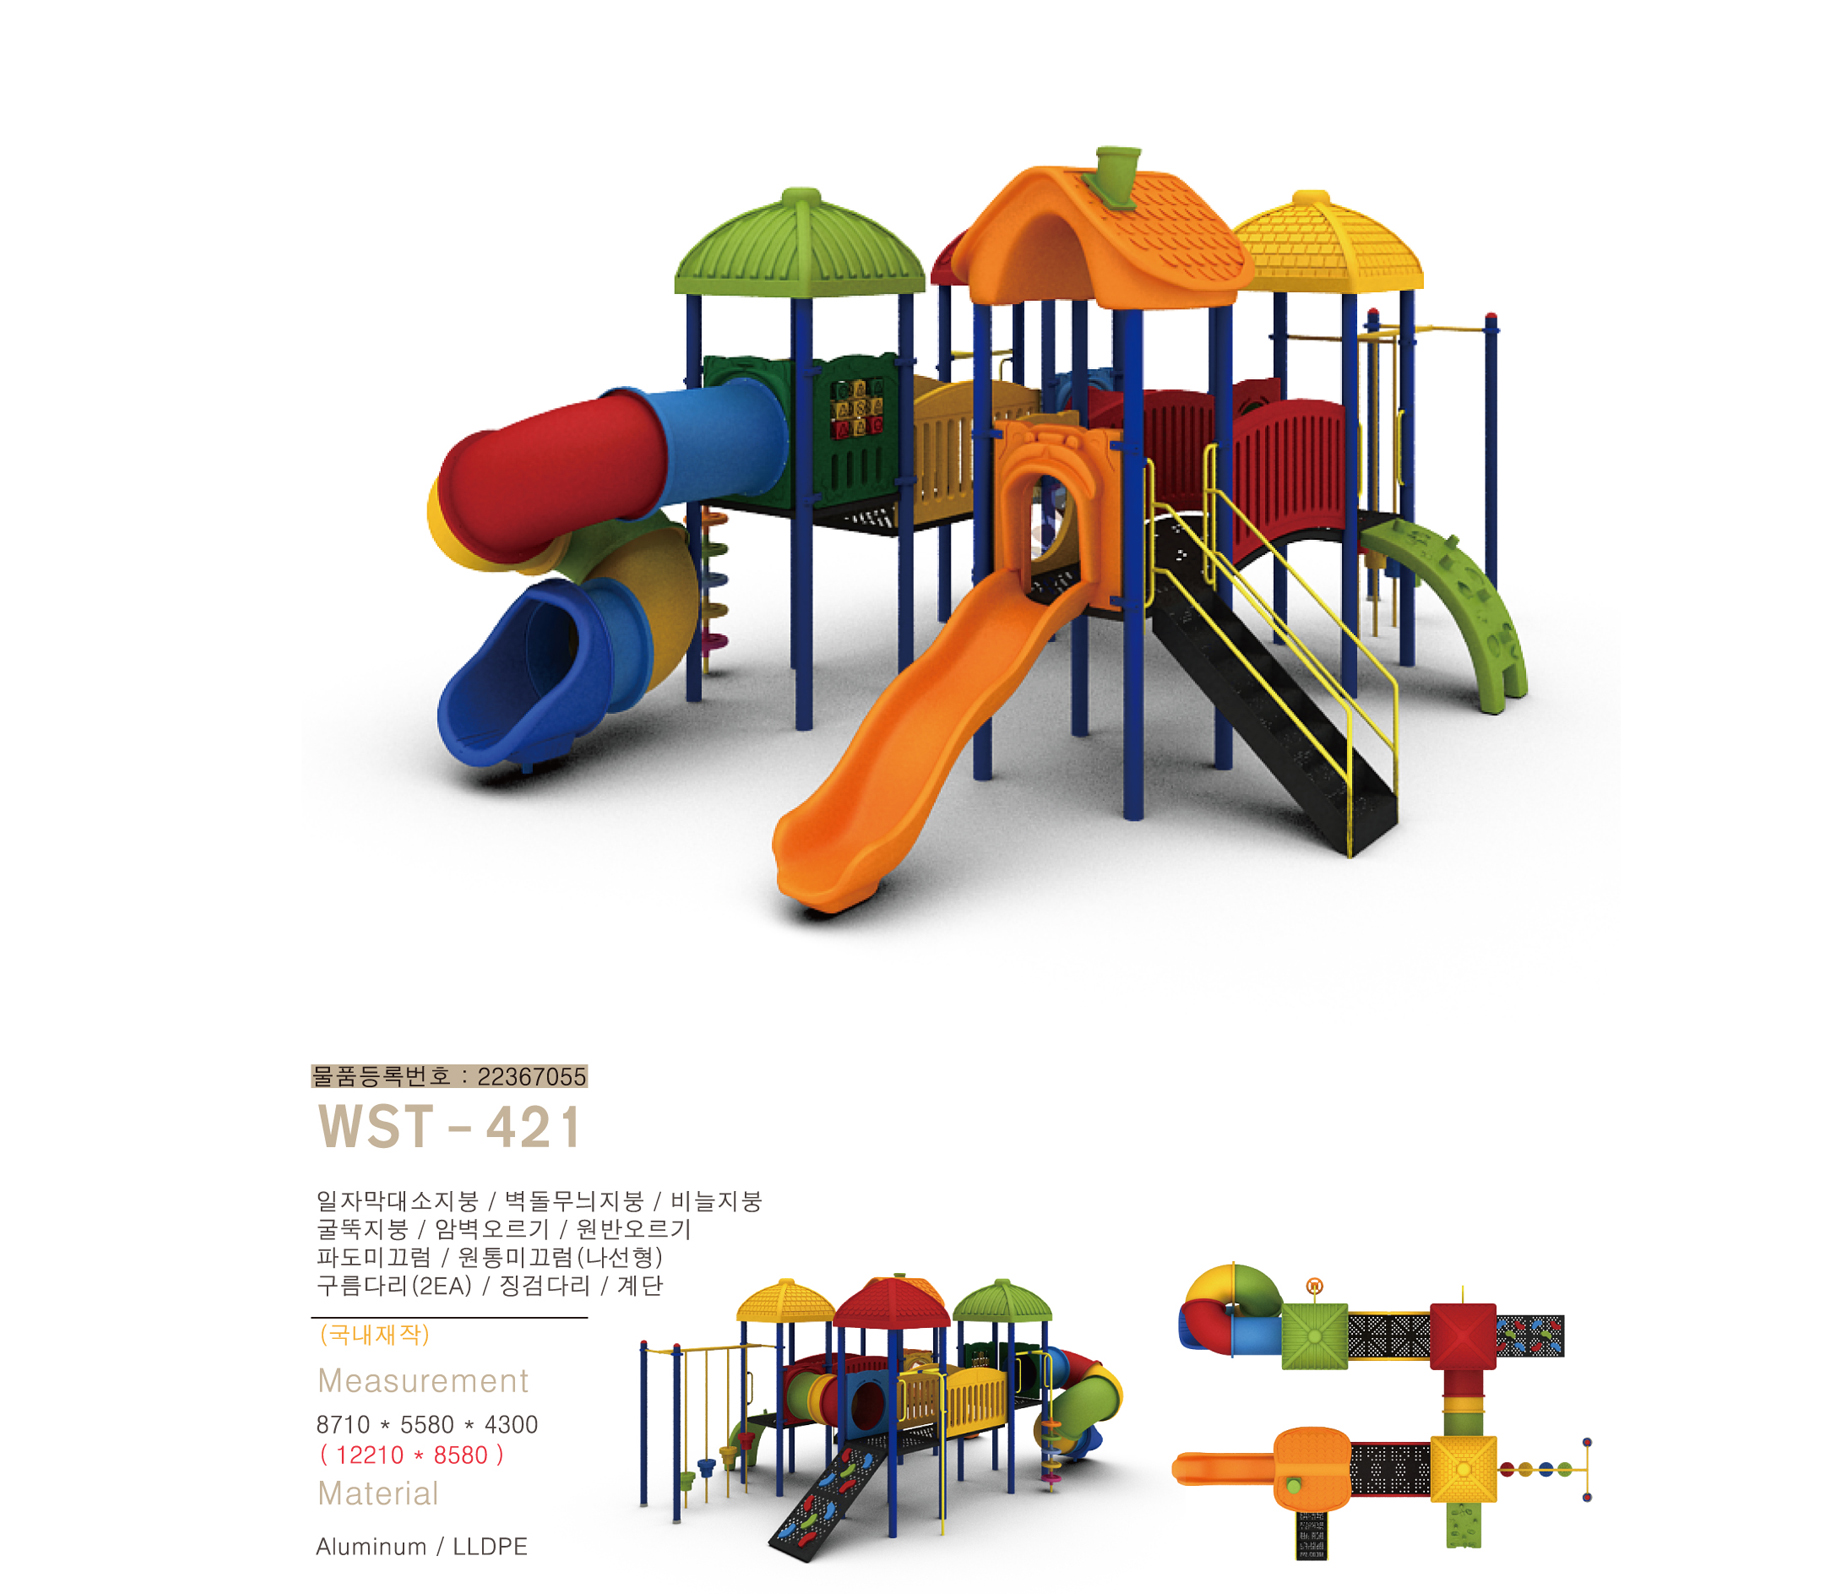 물품등록번호 : 22367055
WST - 421
일자막대소지붕 / 벽돌무늬지붕 / 비늘지붕
굴뚝지붕 / 암벽오르기 / 원반오르기
파도미끄럼 / 원통미끄럼(나선형)
구름다리(2EA) / 징검다리 / 계단
(국내재작)
Measurement
8710 * 5580 * 4300
( 12210 * 8580 )
Material
Aluminum / LLDPE